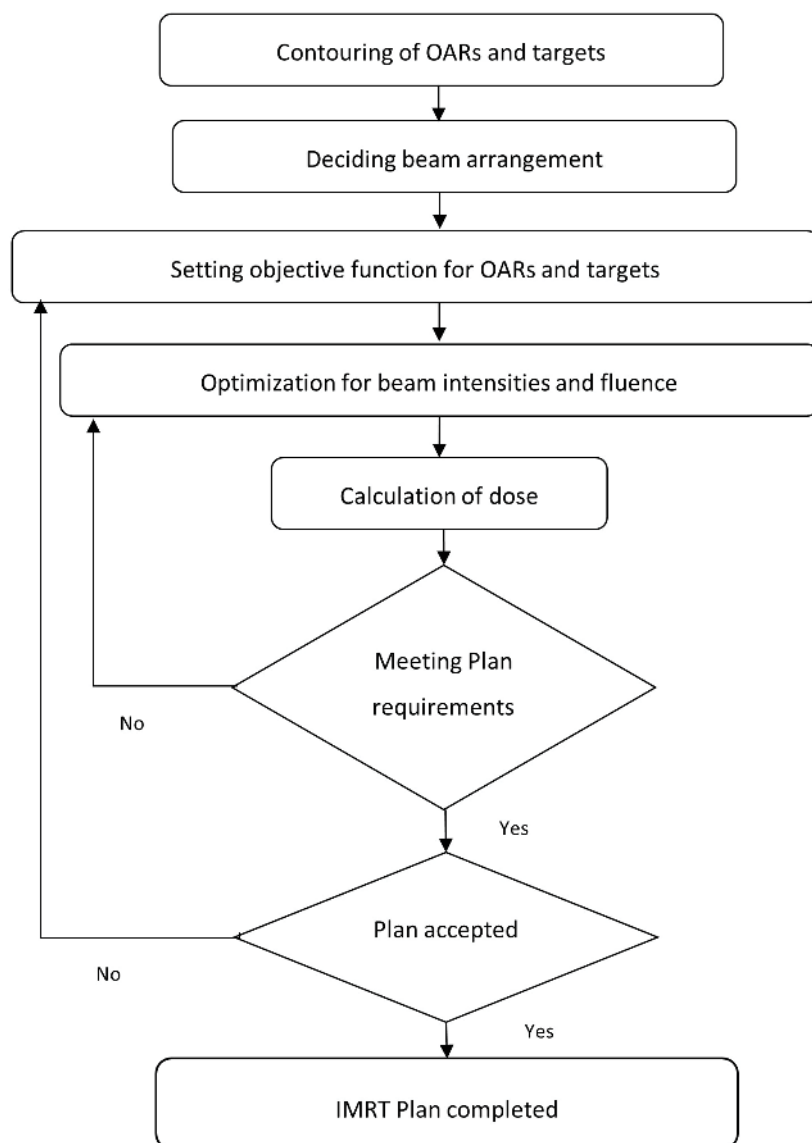 Contouring of OARs and targets
Deciding beam arrangement
Setting objective function for OARs and targets
Optimization for beam intensities and fluence
Calculation of dose
Meeting Plan
requirements
No
Yes
Plan accepted
No
Yes
IMRT Plan completed